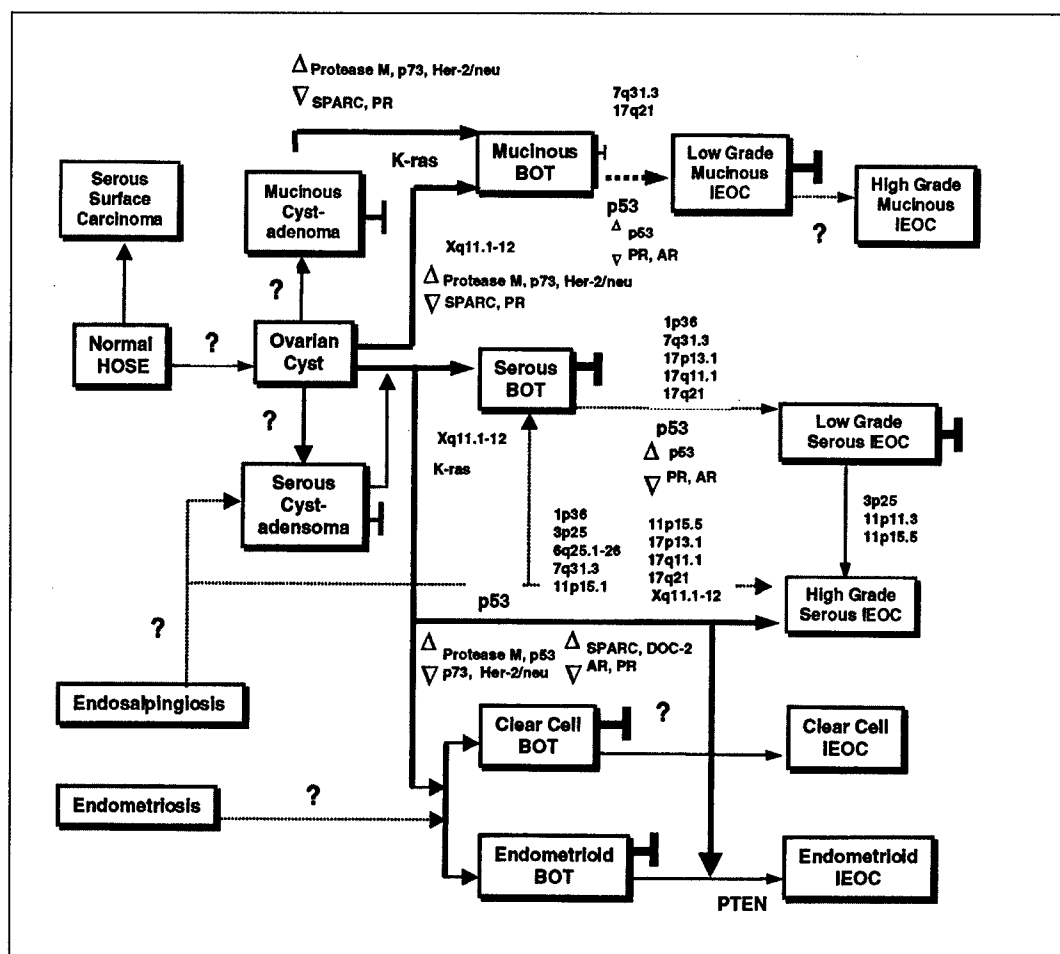 △ Protease M, p73, Her-2/neu
▽ SPARC, PR
7q31.3
17q21
K-ras
Mucinous
BOT
Low Grade
Mucinous
IEOC
High Grade
Mucinous
IEOC
?
Serous
Surface
Carcinoma
Mucinous
Cyst-
adenoma
p53
△ p53
▽ PR, AR
Xq11.1-12
△ Protease M, p73, Her-2/neu
▽ SPARC, PR
?
Normal
HOSE
?
Ovarian
Cyst
?
Serous
BOT
1p36
7q31.3
17p13.1
17q11.1
17q21
Low Grade
Serous IEOC
Xq11.1-12
K-ras
p53
△ p53
▽ PR, AR
Serous
Cyst-
adensoma
1p36
3p25
6q25.1-26
7q31.3
11p15.1
11p15.5
17p13.1
17q11.1
17q21
Xq11.1-12
3p25
11p11.3
11p15.5
High Grade
Serous IEOC
p53
?
△ Protease M, p53
▽ p73, Her-2/neu
△ SPARC, DOC-2
▽ AR, PR
Endosalpingiosis
Clear Cell
BOT
?
Clear Cell
IEOC
Endometriosis
?
Endometrioid
BOT
PTEN
Endometrioid
IEOC